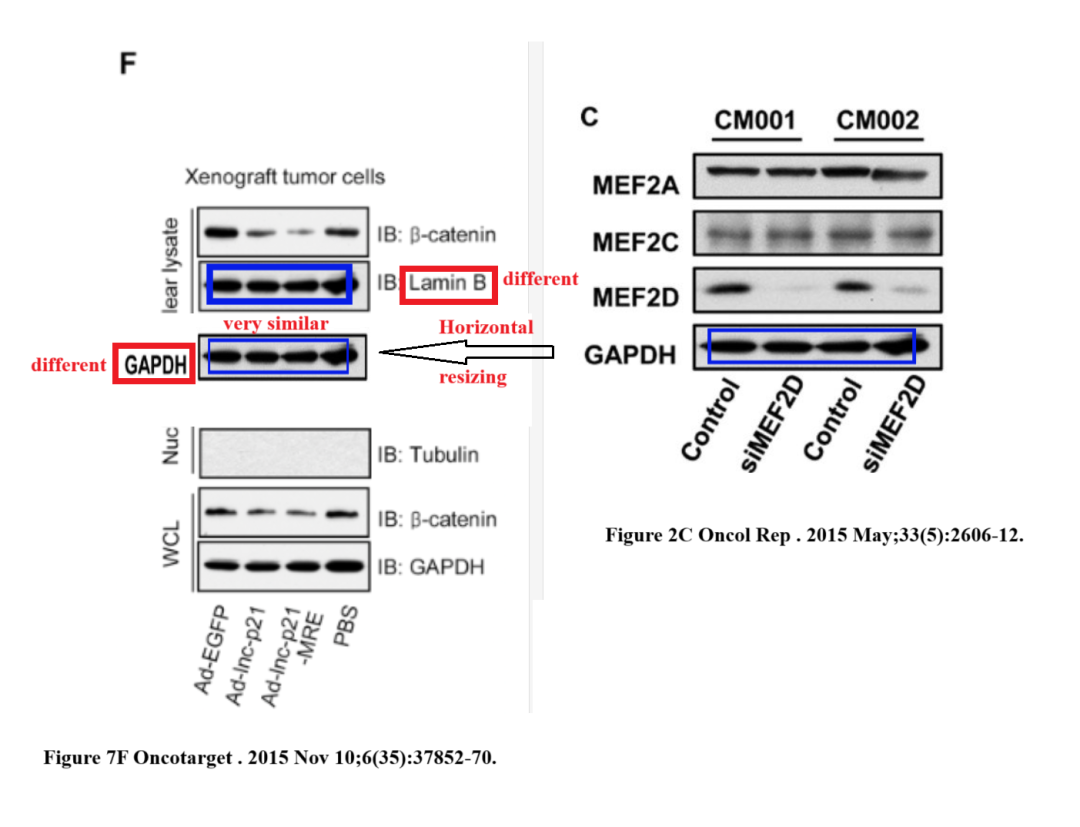 F
Xenograft tumor cells
lear lysate
IB: β-catenin
IB: Lamin B
different
very similar
different
GAPDH
Horizontal
resizing
Nuc
IB: Tubulin
WCL
IB: β-catenin
IB: GAPDH
Ad-EGFP
Ad-lnc-p21
Ad-lnc-p21
-MRE
PBS
Figure 7F Oncotarget . 2015 Nov 10;6(35):37852-70.
C
CM001 CM002
MEF2A
MEF2C
MEF2D
GAPDH
Control
siMEF2D
Control
siMEF2D
Figure 2C Oncol Rep . 2015 May;33(5):2606-12.